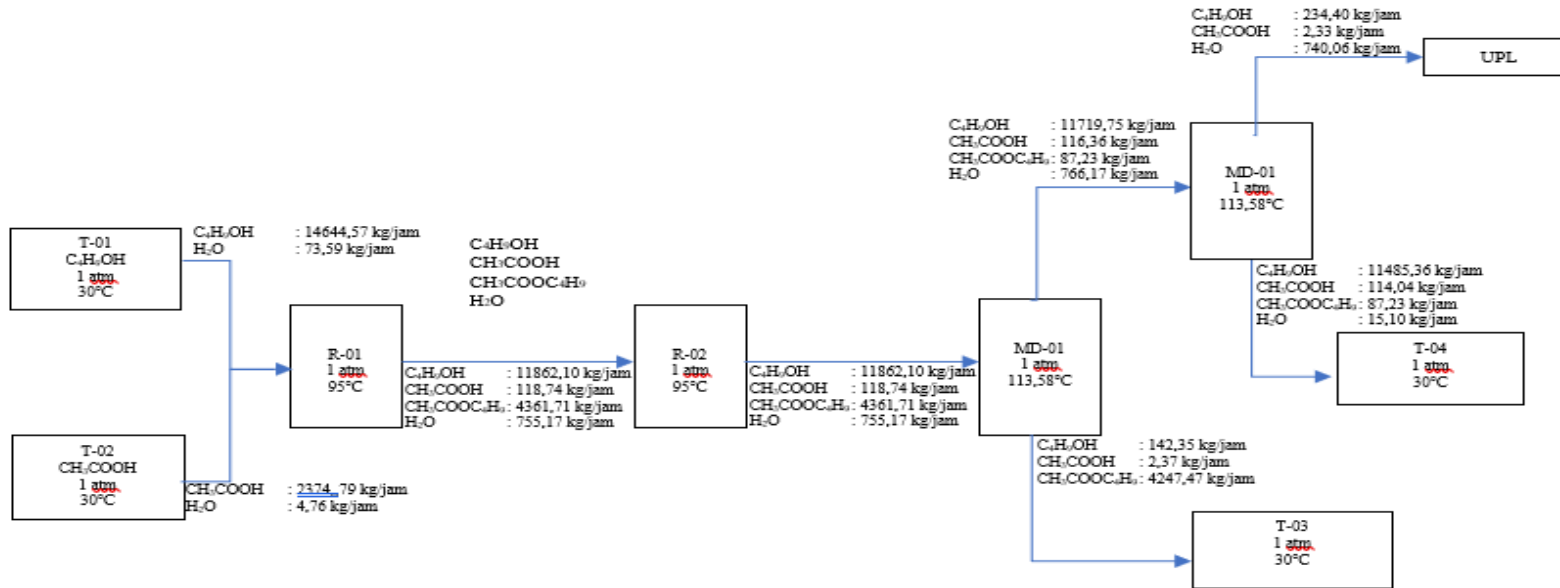 C₄H₉OH : 234,40 kg/jam
CH₃COOH : 2,33 kg/jam
H₂O : 740,06 kg/jam
UPL
C₄H₉OH : 11719,75 kg/jam
CH₃COOH : 116,36 kg/jam
CH₃COOC₄H₉ : 87,23 kg/jam
H₂O : 766,17 kg/jam
MD-01
1 atm
113,58°C
T-01
C₄H₉OH
1 atm
30°C
C₄H₉OH : 14644,57 kg/jam
H₂O : 73,59 kg/jam
C₄H₉OH
CH₃COOH
CH₃COOC₄H₉
H₂O
C₄H₉OH : 11485,36 kg/jam
CH₃COOH : 114,04 kg/jam
CH₃COOC₄H₉ : 87,23 kg/jam
H₂O : 15,10 kg/jam
R-01
1 atm
95°C
C₄H₉OH : 11862,10 kg/jam
CH₃COOH : 118,74 kg/jam
CH₃COOC₄H₉ : 4361,71 kg/jam
H₂O : 755,17 kg/jam
R-02
1 atm
95°C
C₄H₉OH : 11862,10 kg/jam
CH₃COOH : 118,74 kg/jam
CH₃COOC₄H₉ : 4361,71 kg/jam
H₂O : 755,17 kg/jam
MD-01
1 atm
113,58°C
T-04
1 atm
30°C
T-02
CH₃COOH
1 atm
30°C
CH₃COOH : 2374,,79 kg/jam
H₂O : 4,76 kg/jam
C₄H₉OH : 142,35 kg/jam
CH₃COOH : 2,37 kg/jam
CH₃COOC₄H₉ : 4247,47 kg/jam
T-03
1 atm
30°C